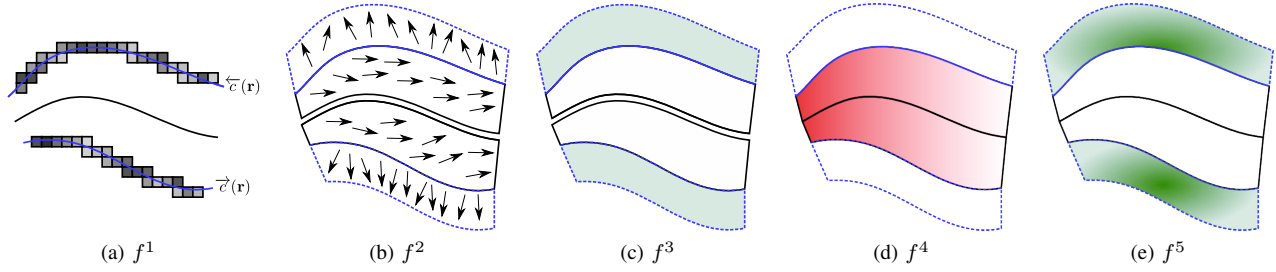 ←c (r)
→c (r)
(a) f¹ (b) f² (c) f³ (d) f⁴ (e) f⁵